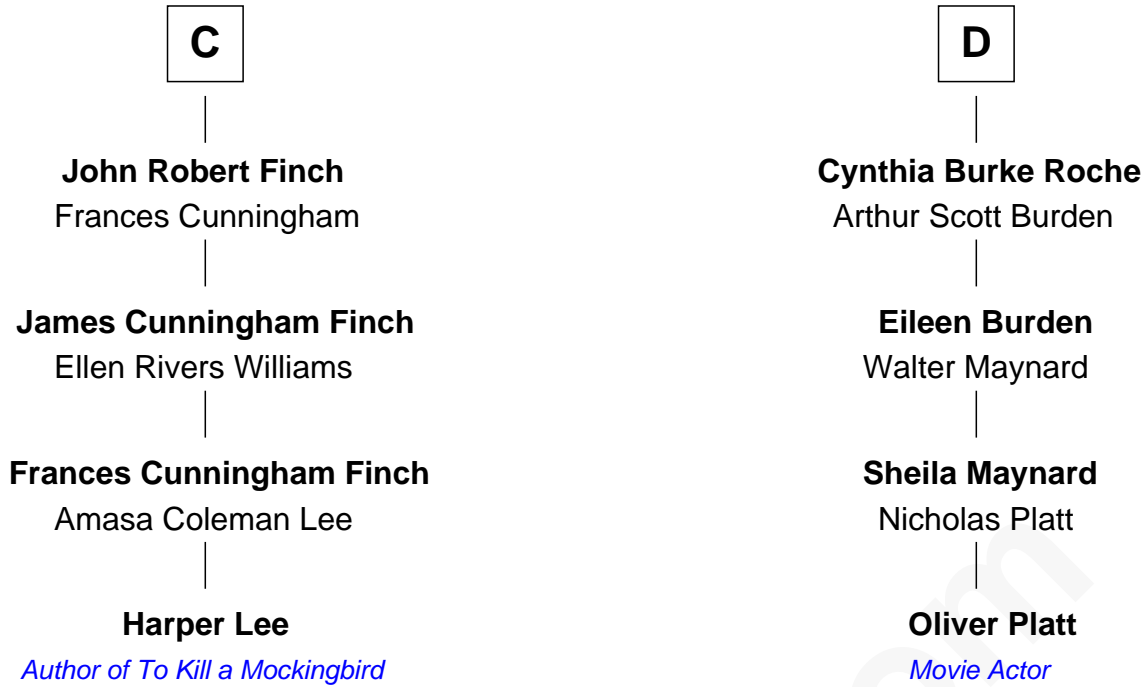 C
John Robert Finch
Frances Cunningham
James Cunningham Finch
Ellen Rivers Williams
Frances Cunningham Finch
Amasa Coleman Lee
Harper Lee
Author of To Kill a Mockingbird
D
Cynthia Burke Roche
Arthur Scott Burden
Eileen Burden
Walter Maynard
Sheila Maynard
Nicholas Platt
Oliver Platt
Movie Actor